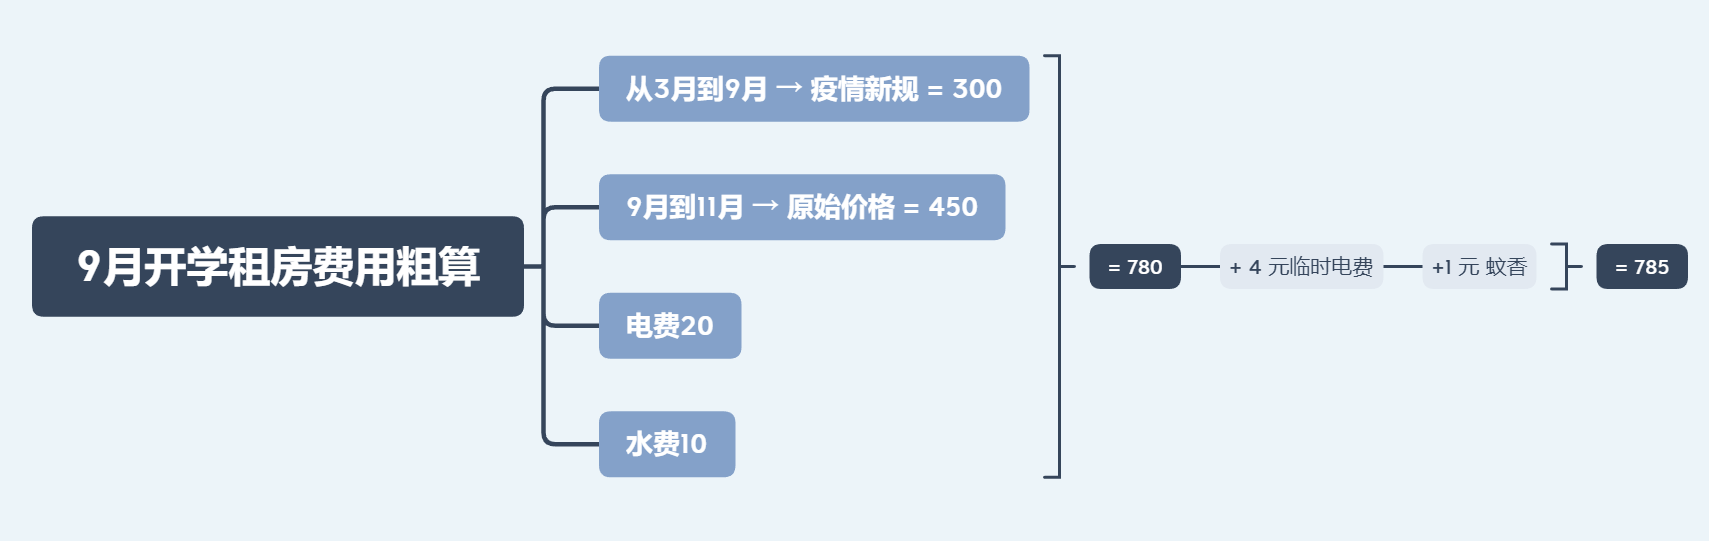 9月开学租房费用粗算
从3月到9月 → 疫情新规 = 300
9月到11月 → 原始价格 = 450
电费20
水费10
= 780
+ 4 元临时电费
+1 元 蚊香
= 785